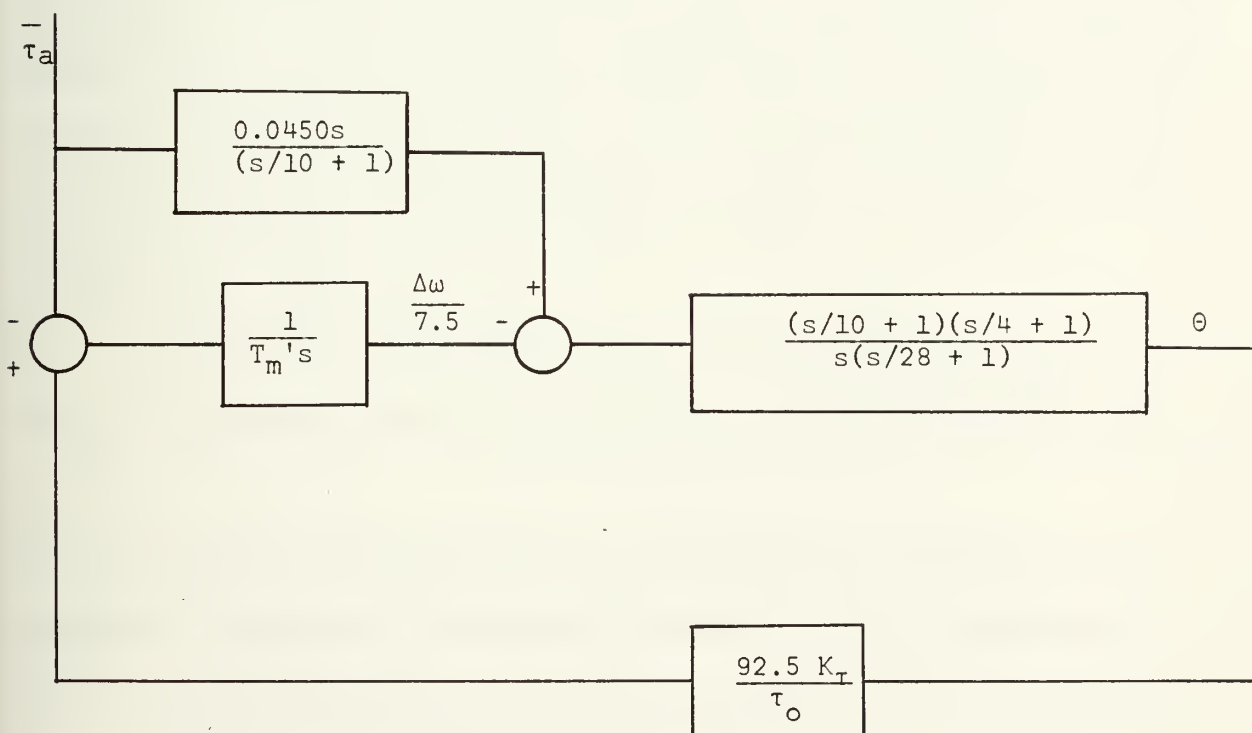 τ̅a
0.0450s
(s/10 + 1)
Δω
7.5
+
-
-
+
1
Tm's
(s/10 + 1)(s/4 + 1)
s(s/28 + 1)
Θ
92.5 KT
τo